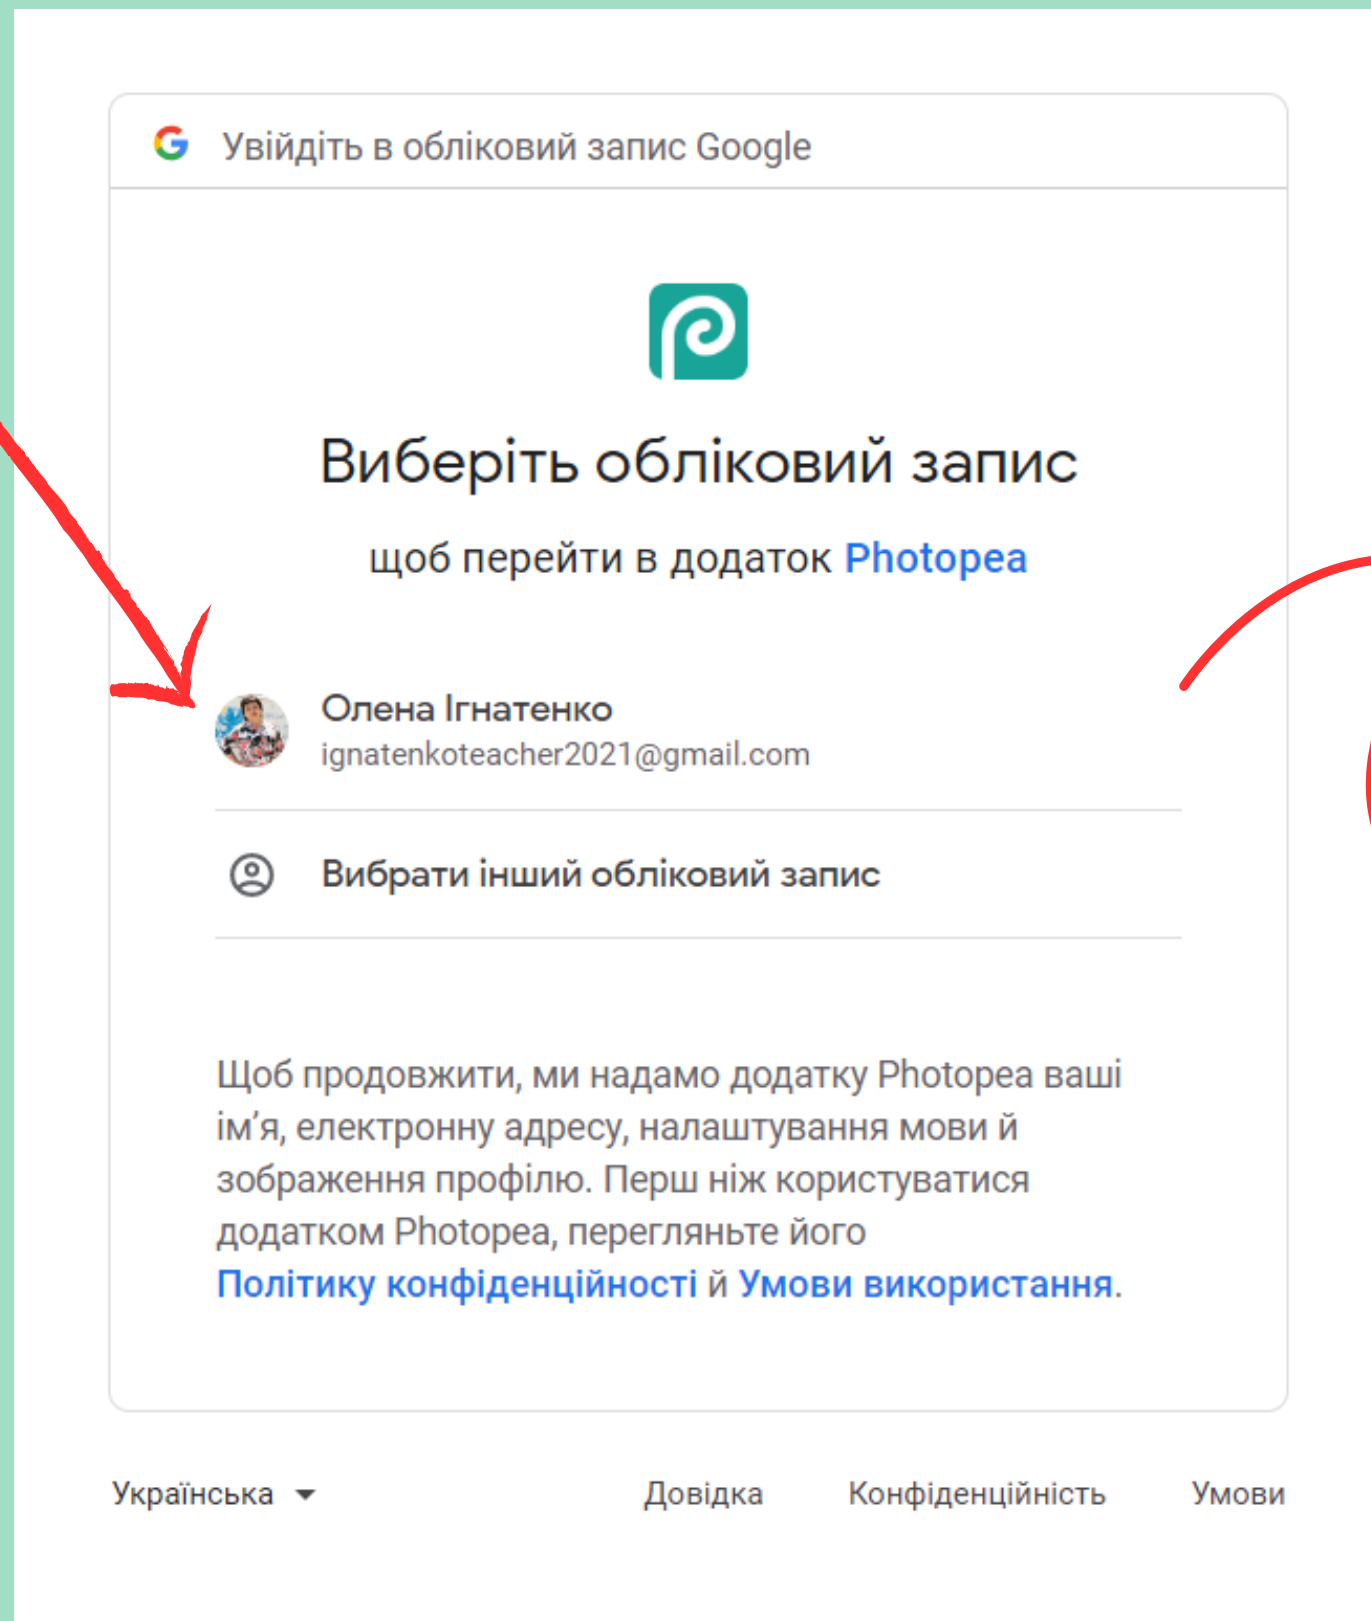 Увійдіть в обліковий запис Google
Виберіть обліковий запис
щоб перейти в додаток Photopea
Олена Ігнатенко
ignatenkoteacher2021@gmail.com
Вибрати інший обліковий запис
Щоб продовжити, ми надамо додатку Photopea ваші
ім’я, електронну адресу, налаштування мови й
зображення профілю. Перш ніж користуватися
додатком Photopea, перегляньте його
Політику конфіденційності й Умови використання.
Українська Довідка Конфіденційність Умови